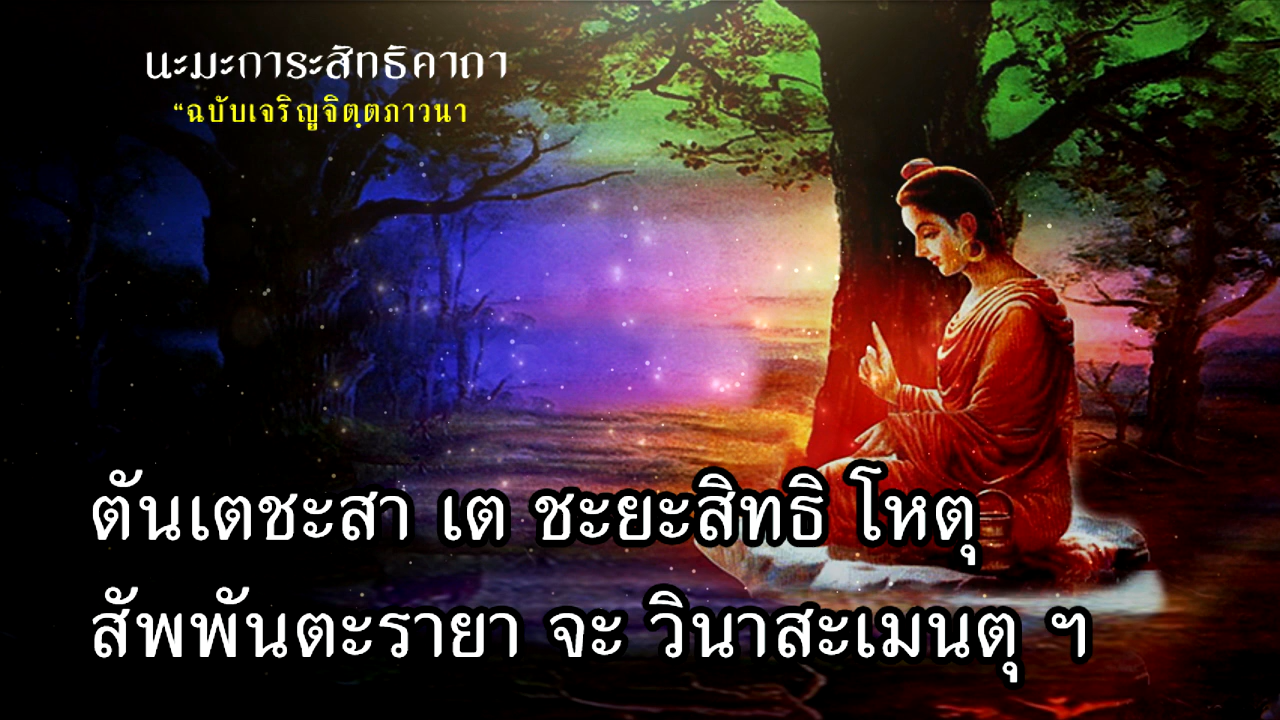 นะมะการะสิทธิคาถา
“ฉบับเจริญจิตฺตภาวนา
ตันเตชะสา เต ชะยะสิทธิ โหตุ
สัพพันตะรายา จะ วินาสะเมนตุ ฯ